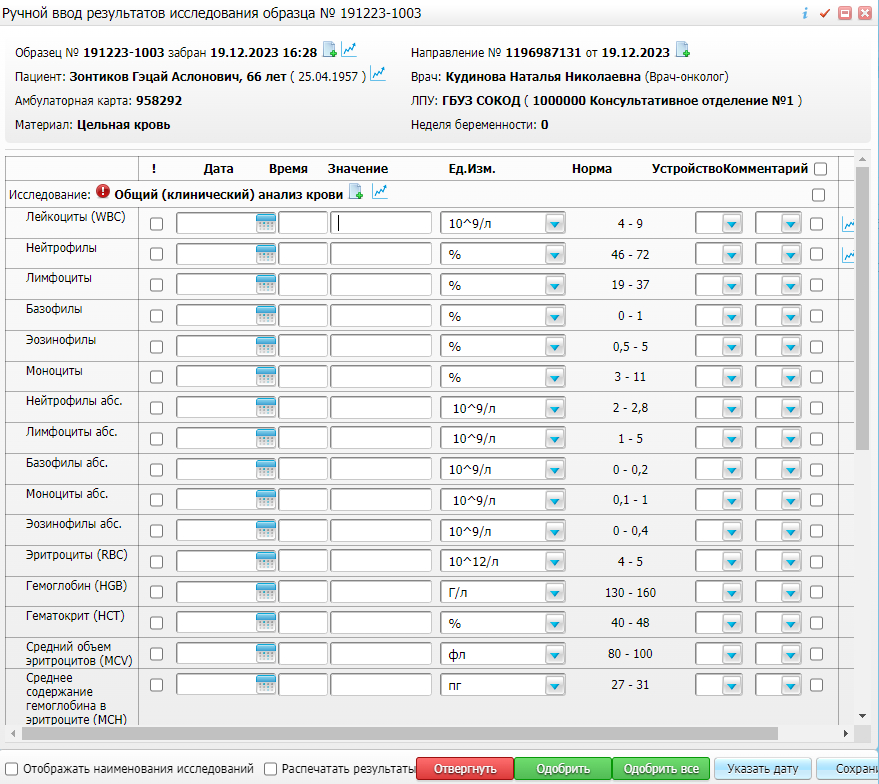 Ручной ввод результатов исследования образца № 191223-1003
Образец № 191223-1003 забран 19.12.2023 16:28
Направление № 1196987131 от 19.12.2023
Пациент: Зонтиков Гэцай Аслонович, 66 лет ( 25.04.1957 )
Врач: Кудинова Наталья Николаевна (Врач-онколог)
Амбулаторная карта: 958292
ЛПУ: ГБУЗ СОКОД ( 1000000 Консультативное отделение №1 )
Материал: Цельная кровь
Неделя беременности: 0
! Дата Время Значение Ед.Изм. Норма Устройство Комментарий
Исследование: Общий (клинический) анализ крови
Лейкоциты (WBC) 10^9/л 4 - 9
Нейтрофилы % 46 - 72
Лимфоциты % 19 - 37
Базофилы % 0 - 1
Эозинофилы % 0,5 - 5
Моноциты % 3 - 11
Нейтрофилы абс. 10^9/л 2 - 2,8
Лимфоциты абс. 10^9/л 1 - 5
Базофилы абс. 10^9/л 0 - 0,2
Моноциты абс. 10^9/л 0,1 - 1
Эозинофилы абс. 10^9/л 0 - 0,4
Эритроциты (RBC) 10^12/л 4 - 5
Гемоглобин (HGB) Г/л 130 - 160
Гематокрит (HCT) % 40 - 48
Средний объем
эритроцитов (MCV) фл 80 - 100
Среднее
содержание
гемоглобина в
эритроците (MCH) пг 27 - 31
Отображать наименования исследований Распечатать результаты Отвергнуть Одобрить Одобрить все Указать дату Сохрани